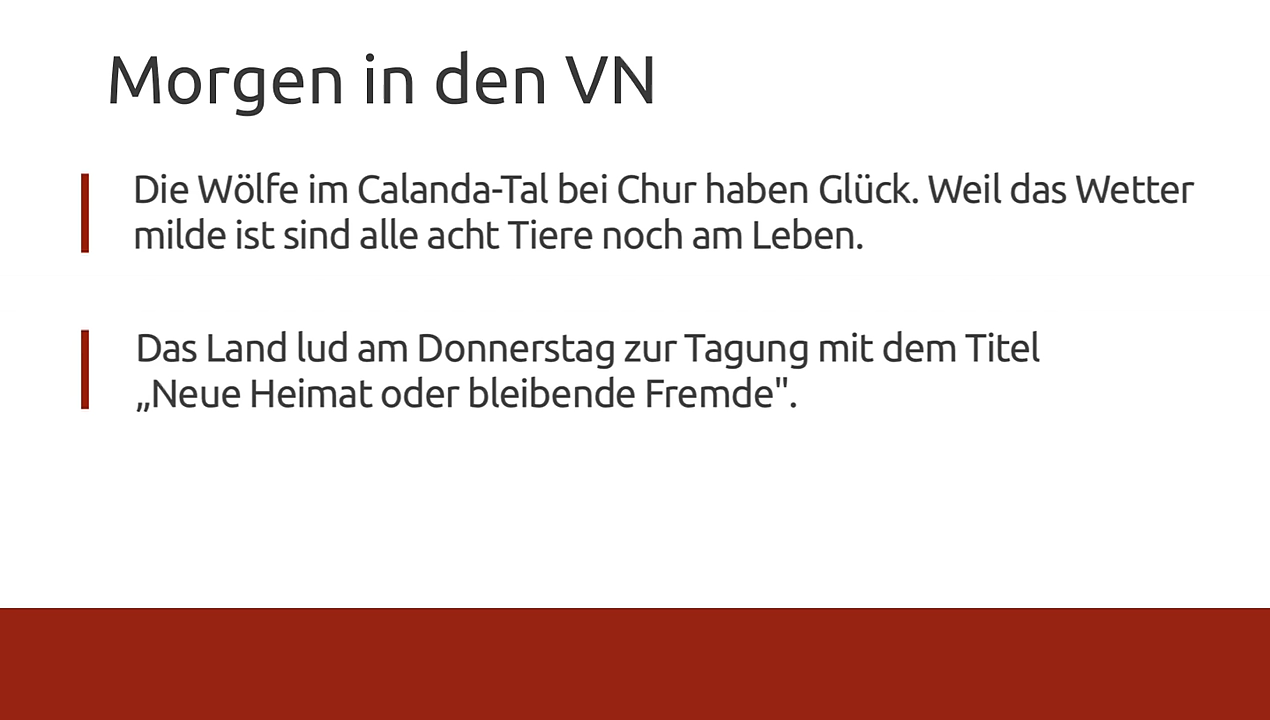 Morgen in den VN
Die Wölfe im Calanda-Tal bei Chur haben Glück. Weil das Wetter
milde ist sind alle acht Tiere noch am Leben.
Das Land lud am Donnerstag zur Tagung mit dem Titel
„Neue Heimat oder bleibende Fremde".